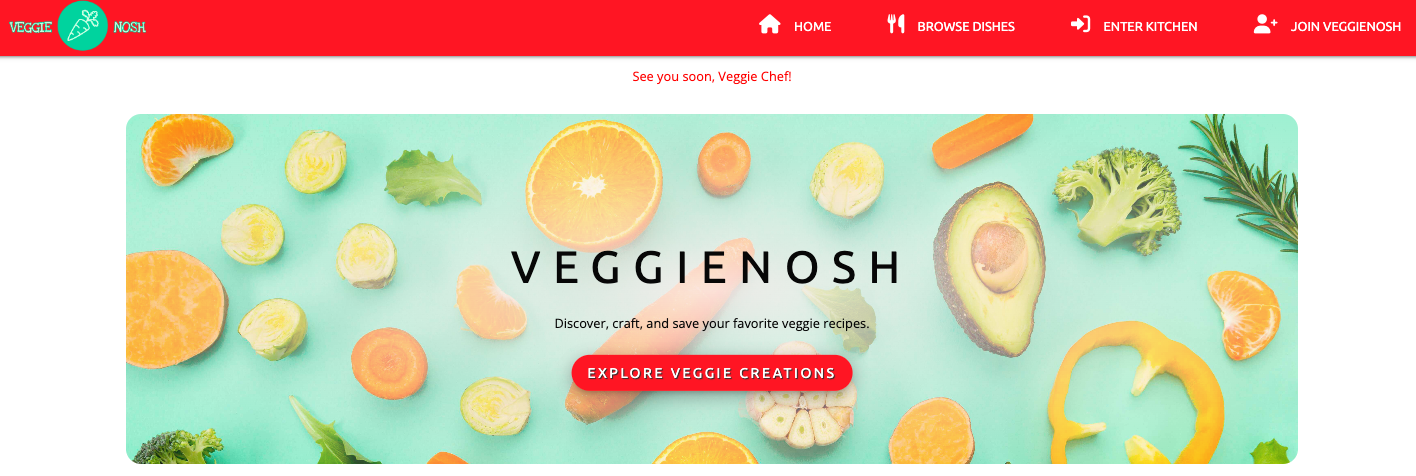 VEGGIE NOSH
HOME
BROWSE DISHES
ENTER KITCHEN
JOIN VEGGIENOSH
See you soon, Veggie Chef!
VEGGIENOSH
Discover, craft, and save your favorite veggie recipes.
EXPLORE VEGGIE CREATIONS